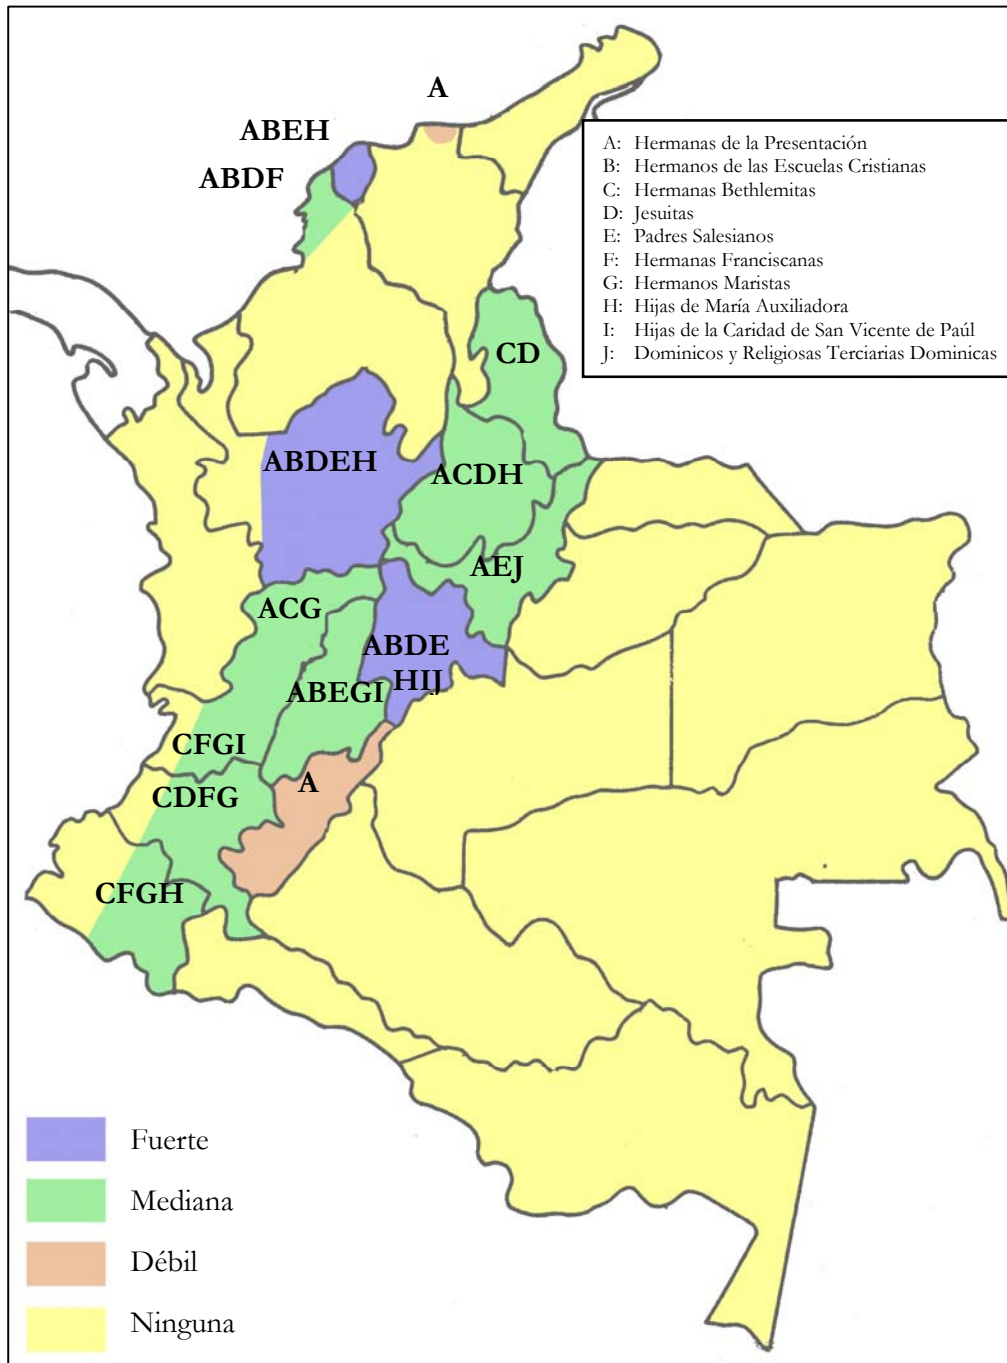 A
ABEH
ABDF
A: Hermanas de la Presentación
B: Hermanos de las Escuelas Cristianas
C: Hermanas Bethlemitas
D: Jesuitas
E: Padres Salesianos
F: Hermanas Franciscanas
G: Hermanos Maristas
H: Hijas de María Auxiliadora
I: Hijas de la Caridad de San Vicente de Paúl
J: Dominicos y Religiosas Terciarias Dominicas
CD
ABDEH
ACDH
AEJ
ACG
ABDE
HIJ
ABEGI
CFGI
A
CDFG
CFGH
Fuerte
Mediana
Débil
Ninguna